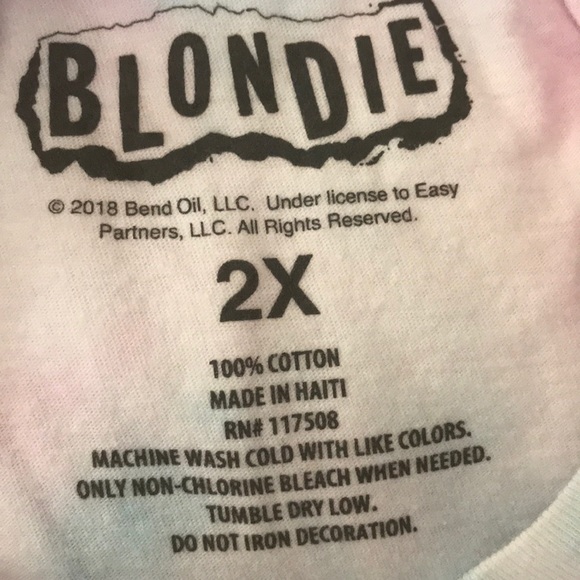 BLONDIE
© 2018 Bend Oil, LLC. Under license to Easy
Partners, LLC. All Rights Reserved.
2X
100% COTTON
MADE IN HAITI
RN# 117508
MACHINE WASH COLD WITH LIKE COLORS.
ONLY NON-CHLORINE BLEACH WHEN NEEDED.
TUMBLE DRY LOW.
DO NOT IRON DECORATION.